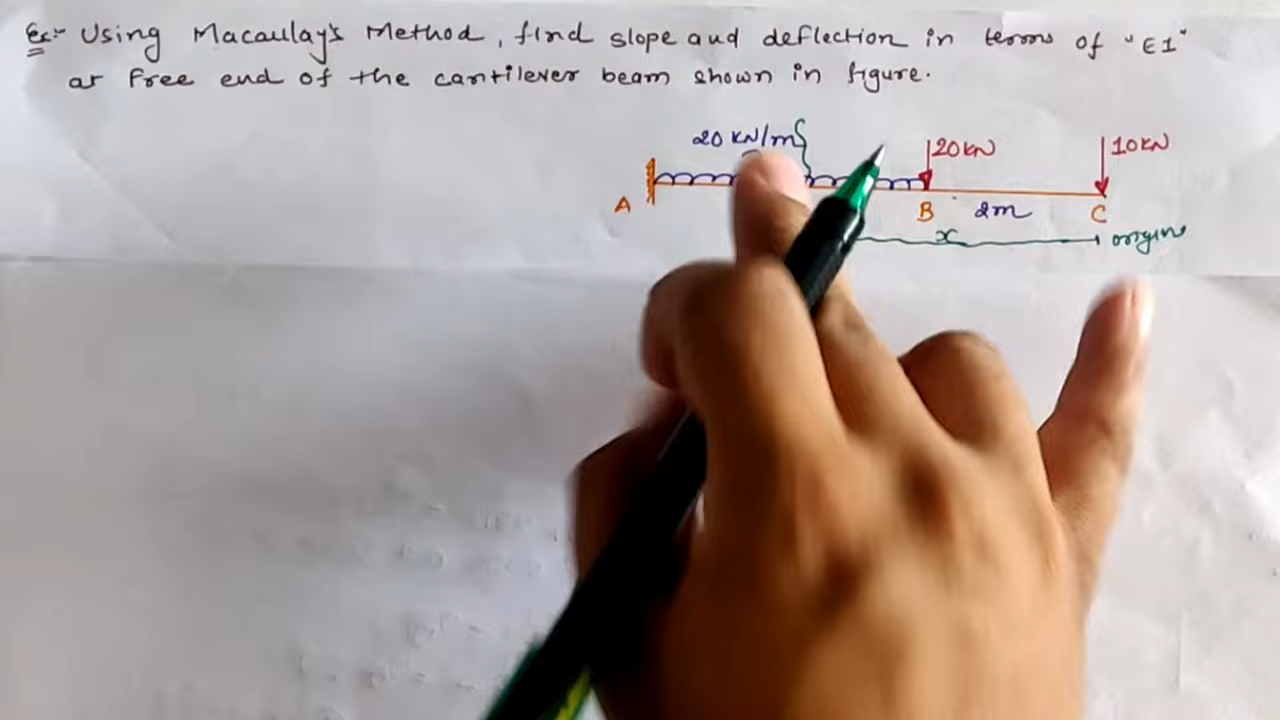 Ex:- Using Macaulay's Method, find slope and deflection in terms of "EI"
at free end of the cantilever beam shown in figure.
20 kN/m
20 kN
10 kN
A
B
2m
C
x
origin